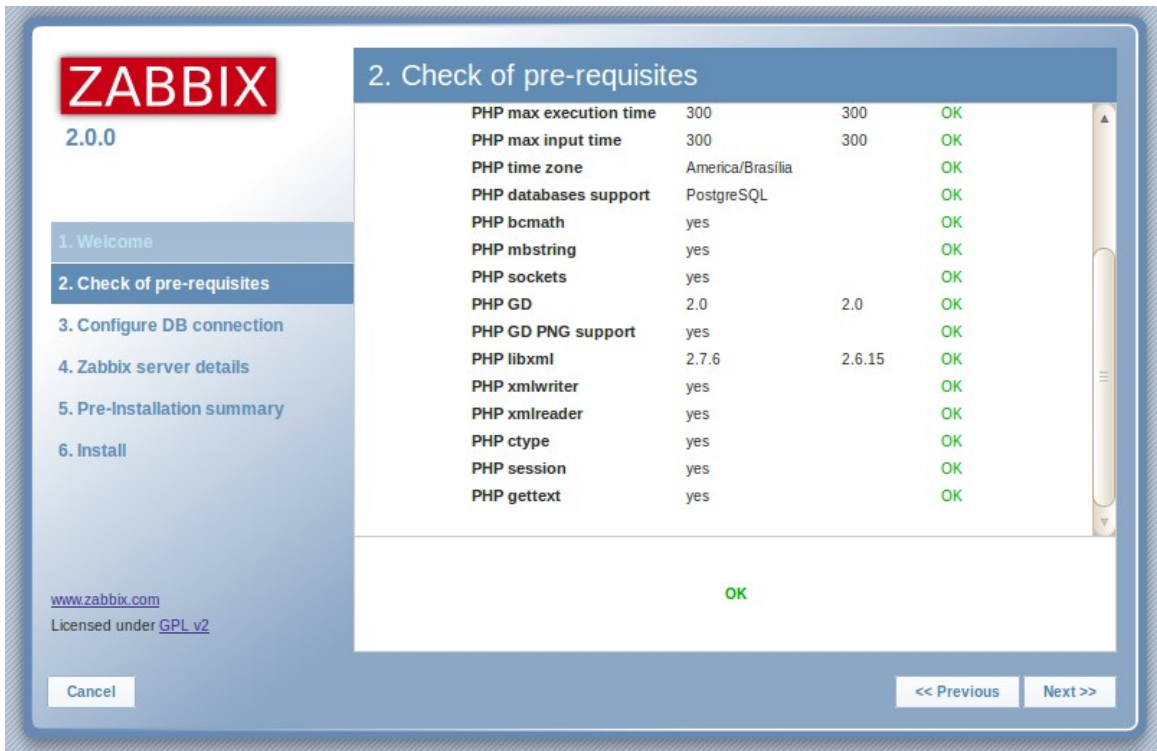 ZABBIX
2.0.0
1. Welcome
2. Check of pre-requisites
3. Configure DB connection
4. Zabbix server details
5. Pre-Installation summary
6. Install
www.zabbix.com
Licensed under GPL v2
2. Check of pre-requisites
PHP max execution time 300 300 OK
PHP max input time 300 300 OK
PHP time zone America/Brasília OK
PHP databases support PostgreSQL OK
PHP bcmath yes OK
PHP mbstring yes OK
PHP sockets yes OK
PHP GD 2.0 2.0 OK
PHP GD PNG support yes OK
PHP libxml 2.7.6 2.6.15 OK
PHP xmlwriter yes OK
PHP xmlreader yes OK
PHP ctype yes OK
PHP session yes OK
PHP gettext yes OK
OK
Cancel
<< Previous
Next >>